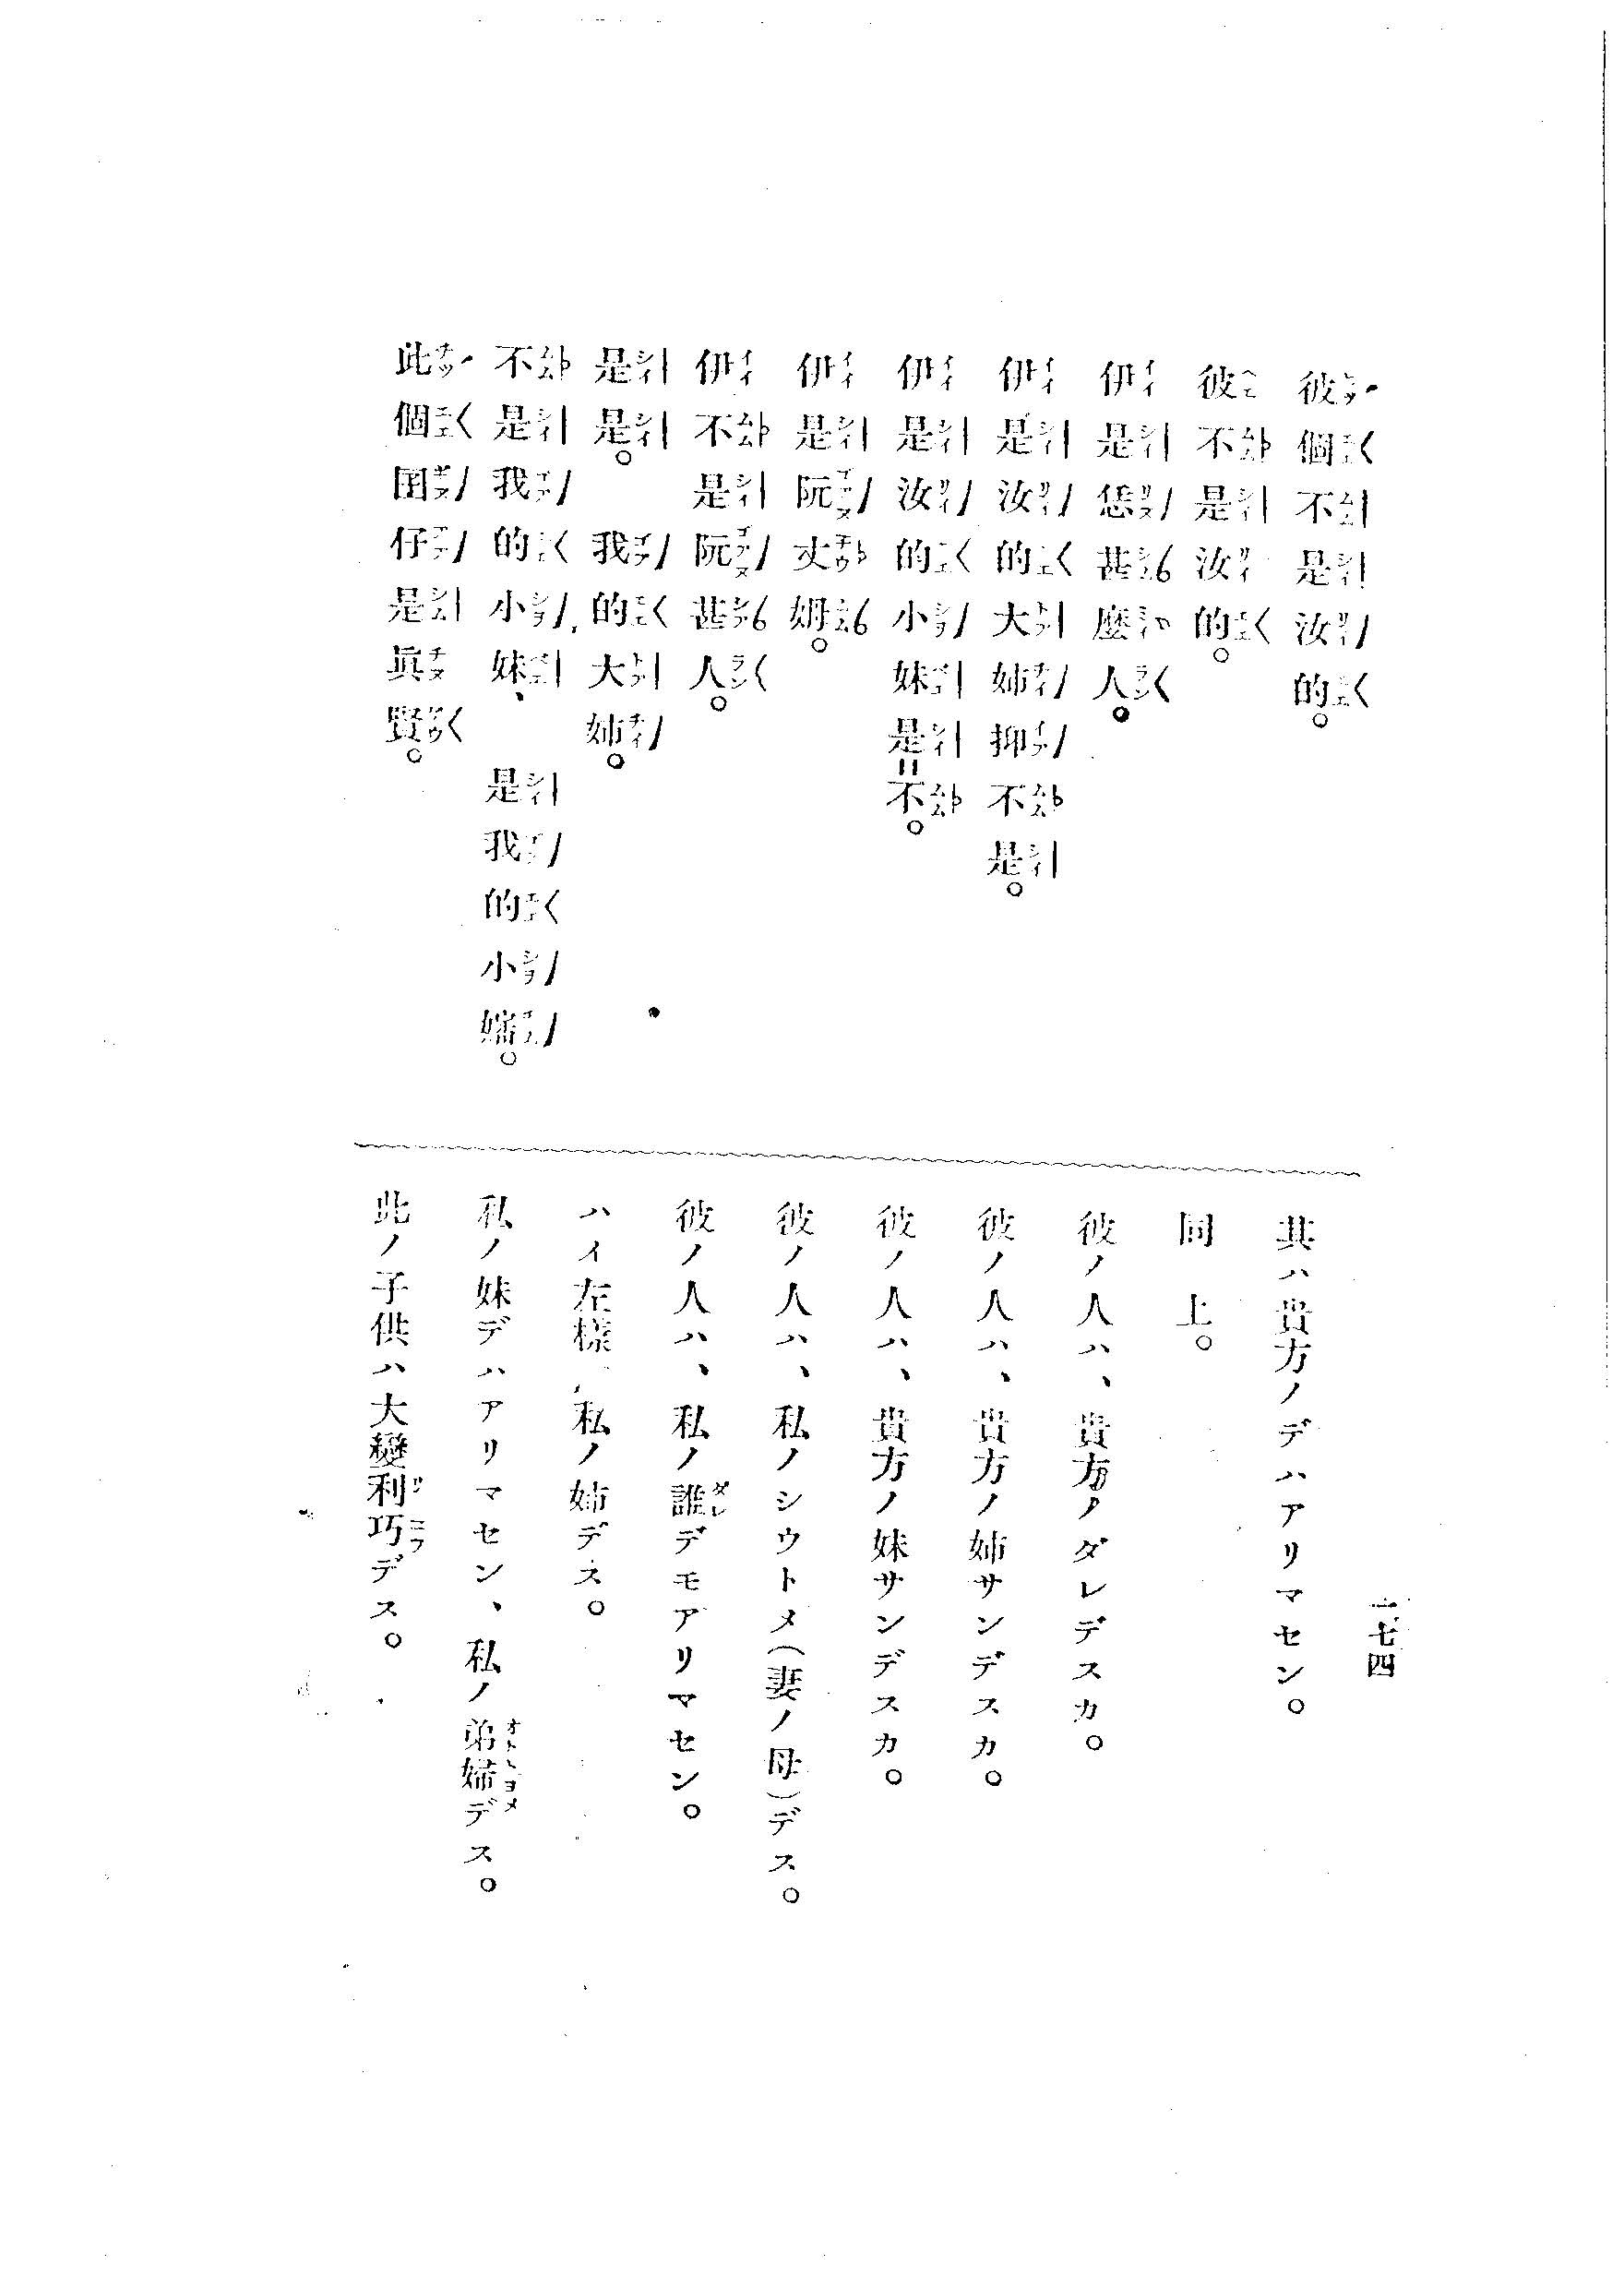 一七四
彼個不是汝的。
彼不是汝的。
伊是恁甚麽人。
伊是汝的大姉抑不是。
伊是汝的小妹是=不。
伊是阮丈姆。
伊不是阮甚人。
是是。我的大姉。
不是我的小妹、是我的小嬸。
此個囝仔是眞賢。
其ハ貴方ノデハアリマセン。
同上。
彼ノ人ハ、貴方ノダレデスカ。
彼ノ人ハ、貴方ノ姉サンデスカ。
彼ノ人ハ、貴方ノ妹サンデスカ。
彼ノ人ハ、私ノシウトメ(妻ノ母)デス。
彼ノ人ハ、私ノ誰デモアリマセン。
ハイ左樣、私ノ姉デス。
私ノ妹デハアリマセン、私ノ弟婦デス。
此ノ子供ハ大變利巧デス。